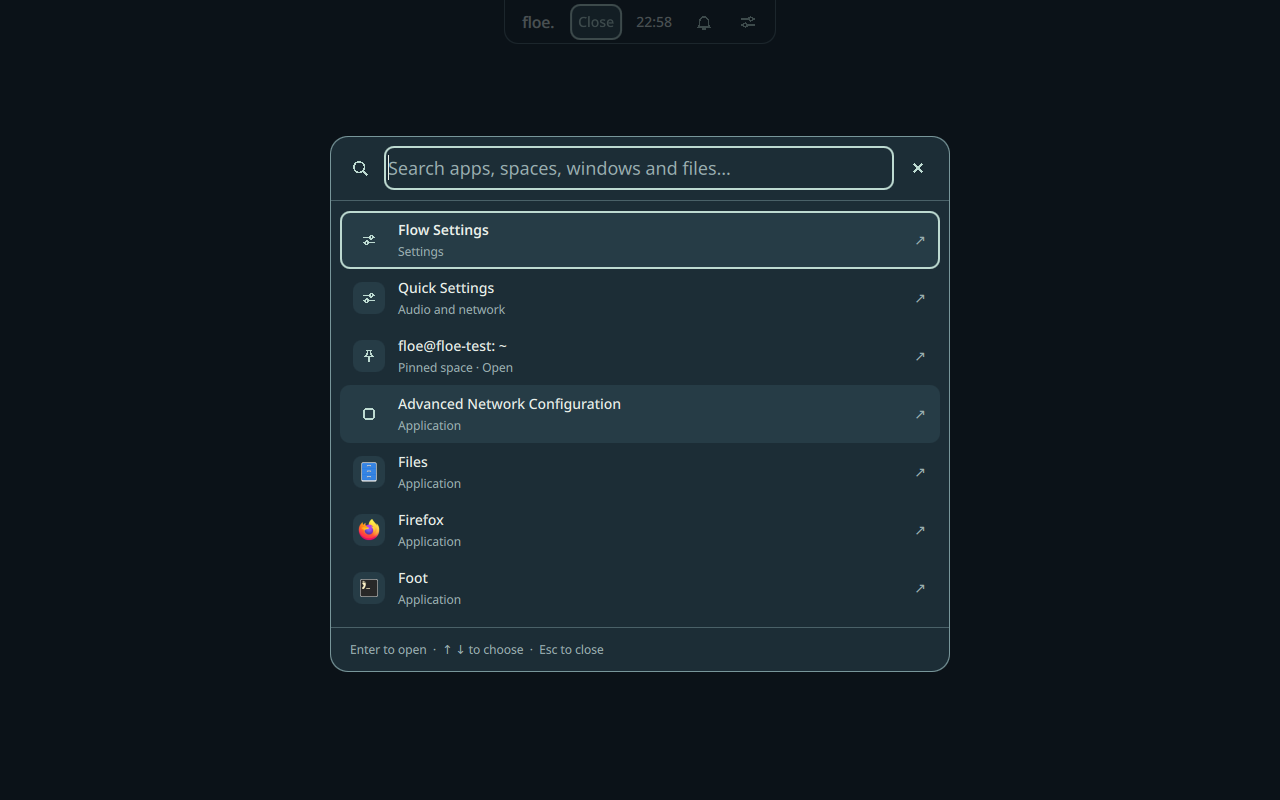 floe. Close 22:58
Search apps, spaces, windows and files...
Flow Settings
Settings
Quick Settings
Audio and network
floe@floe-test: ~
Pinned space · Open
Advanced Network Configuration
Application
Files
Application
Firefox
Application
Foot
Application
Enter to open · ↑ ↓ to choose · Esc to close